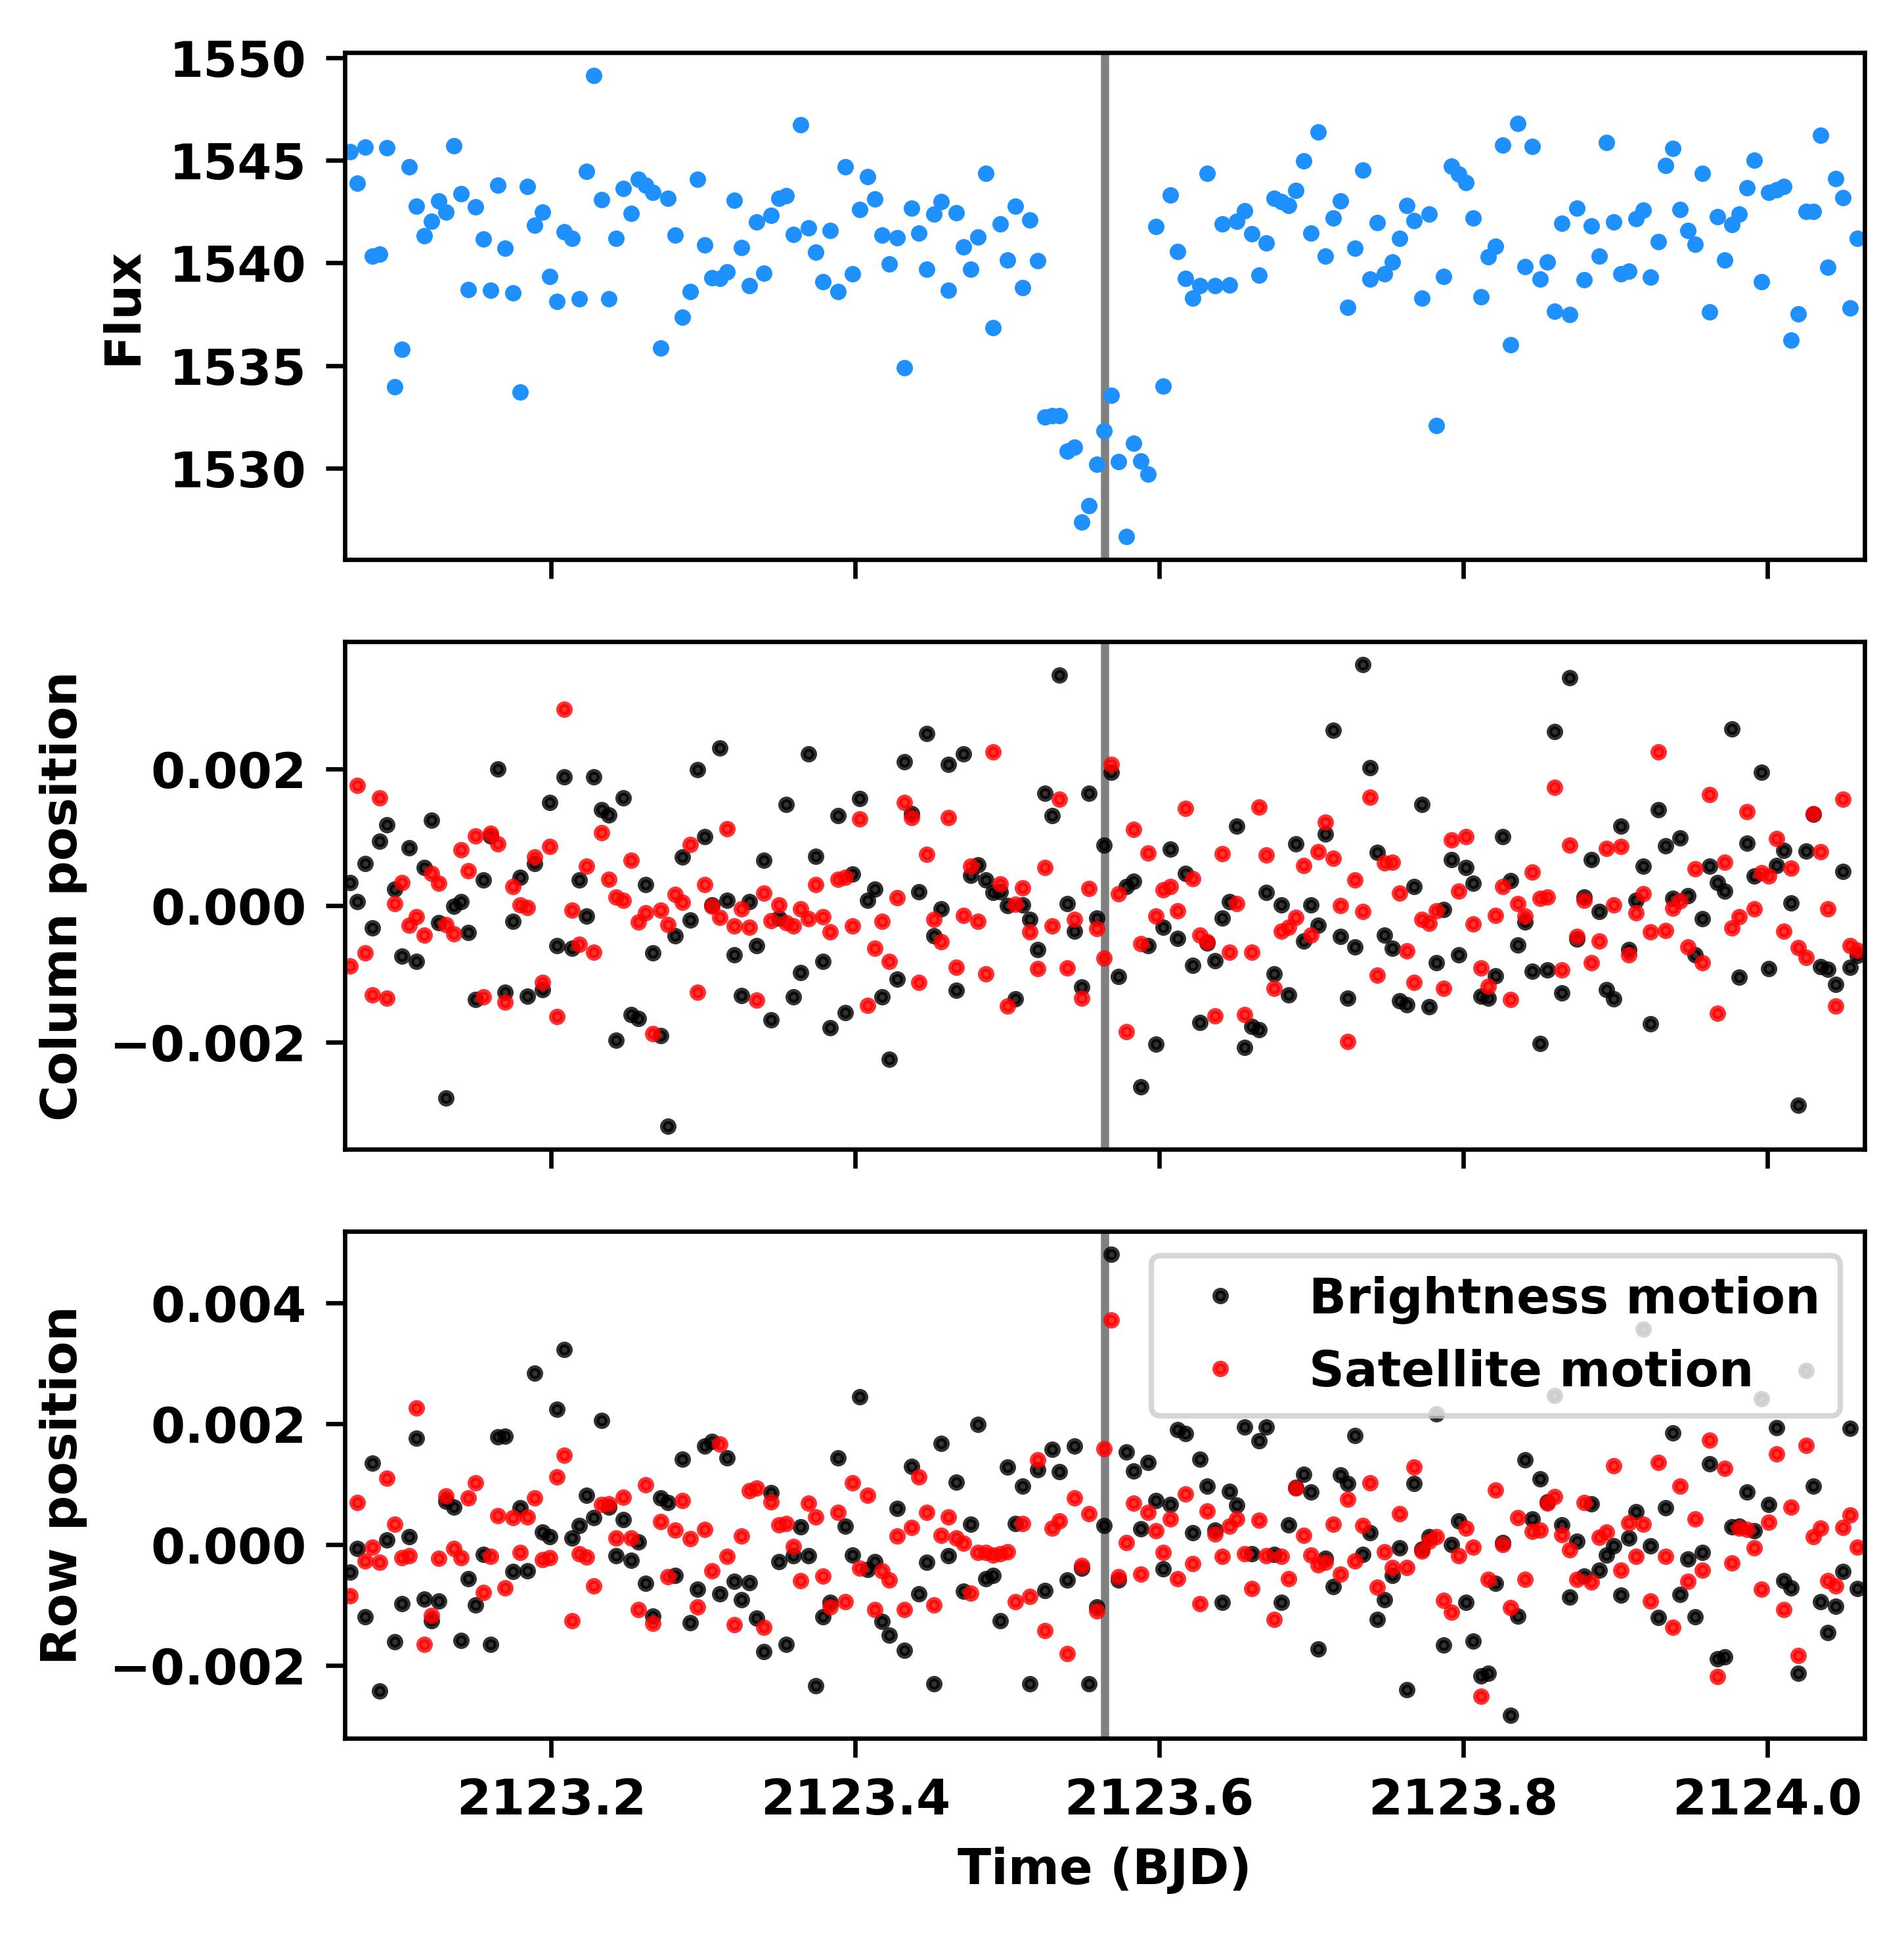 1550
1545
1540
1535
1530
Flux
0.002
0.000
−0.002
Column position
0.004
0.002
0.000
−0.002
Row position
Brightness motion
Satellite motion
2123.2 2123.4 2123.6 2123.8 2124.0
Time (BJD)